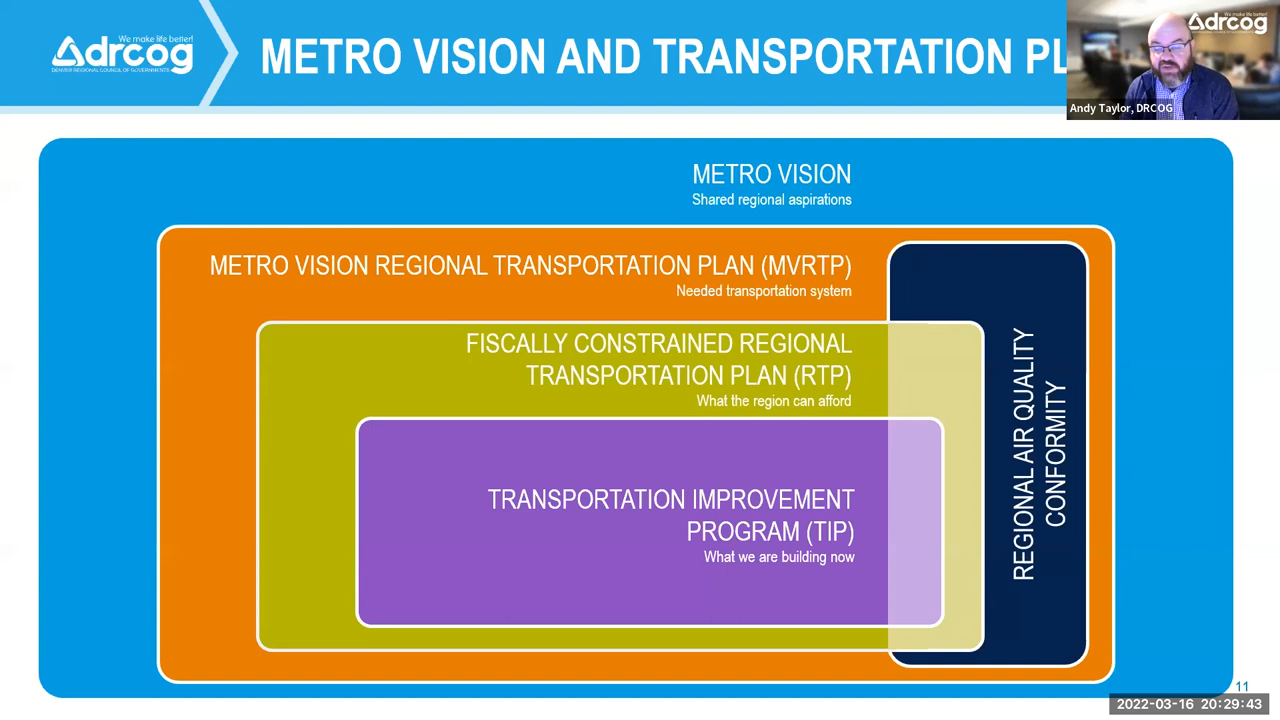 We make life better!
drcog
DENVER REGIONAL COUNCIL OF GOVERNMENTS
METRO VISION AND TRANSPORTATION PL
drcog
Andy Taylor, DRCOG
METRO VISION
Shared regional aspirations
METRO VISION REGIONAL TRANSPORTATION PLAN (MVRTP)
Needed transportation system
FISCALLY CONSTRAINED REGIONAL
TRANSPORTATION PLAN (RTP)
What the region can afford
TRANSPORTATION IMPROVEMENT
PROGRAM (TIP)
What we are building now
REGIONAL AIR QUALITY
CONFORMITY
11
2022-03-16 20:29:43